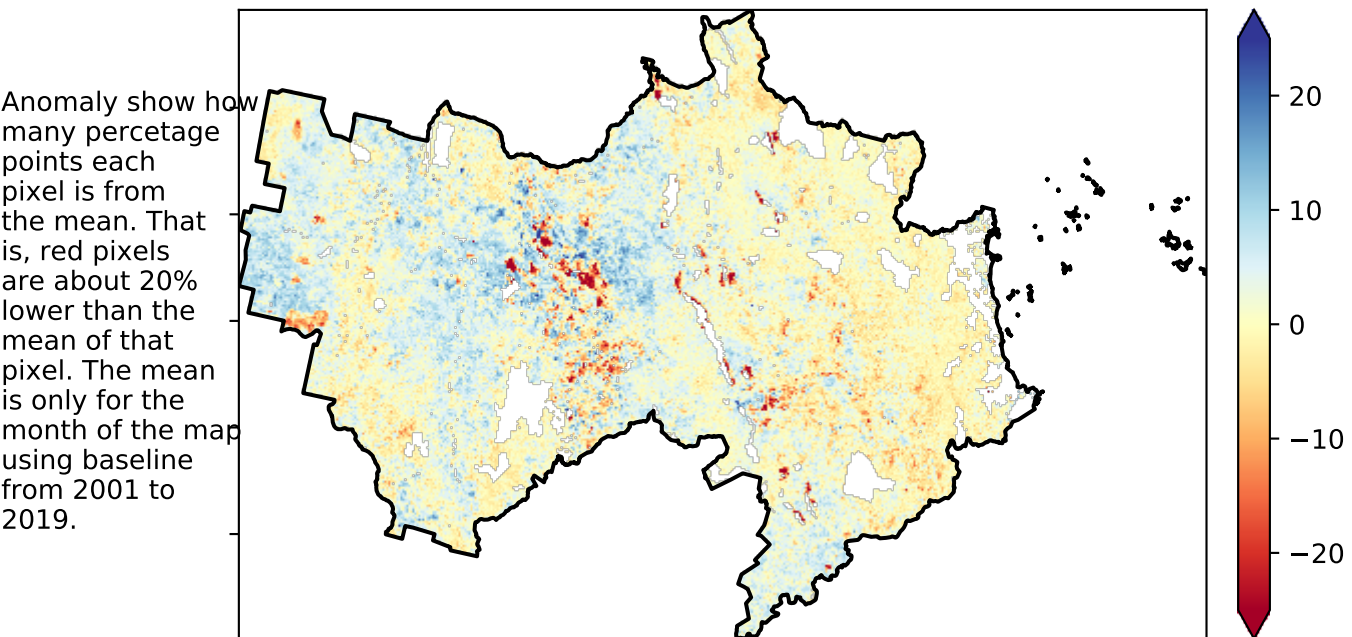 Anomaly show how
many percetage
points each
pixel is from
the mean. That
is, red pixels
are about 20%
lower than the
mean of that
pixel. The mean
is only for the
month of the map
using baseline
from 2001 to
2019.
20
10
0
−10
−20